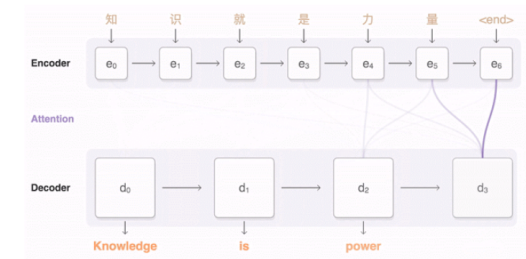 知 识 就 是 力 量 <end>
Encoder e₀ e₁ e₂ e₃ e₄ e₅ e₆
Attention
Decoder d₀ d₁ d₂ d₃
Knowledge is power